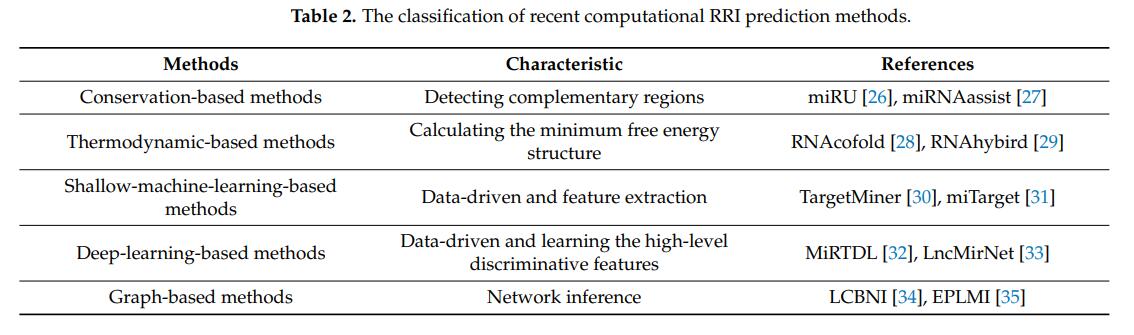 Table 2. The classification of recent computational RRI prediction methods.
Methods Characteristic References
Conservation-based methods Detecting complementary regions miRU [26], miRNAassist [27]
Thermodynamic-based methods Calculating the minimum free energy structure RNAcofold [28], RNAhybird [29]
Shallow-machine-learning-based methods Data-driven and feature extraction TargetMiner [30], miTarget [31]
Deep-learning-based methods Data-driven and learning the high-level discriminative features MiRTDL [32], LncMirNet [33]
Graph-based methods Network inference LCBNI [34], EPLMI [35]